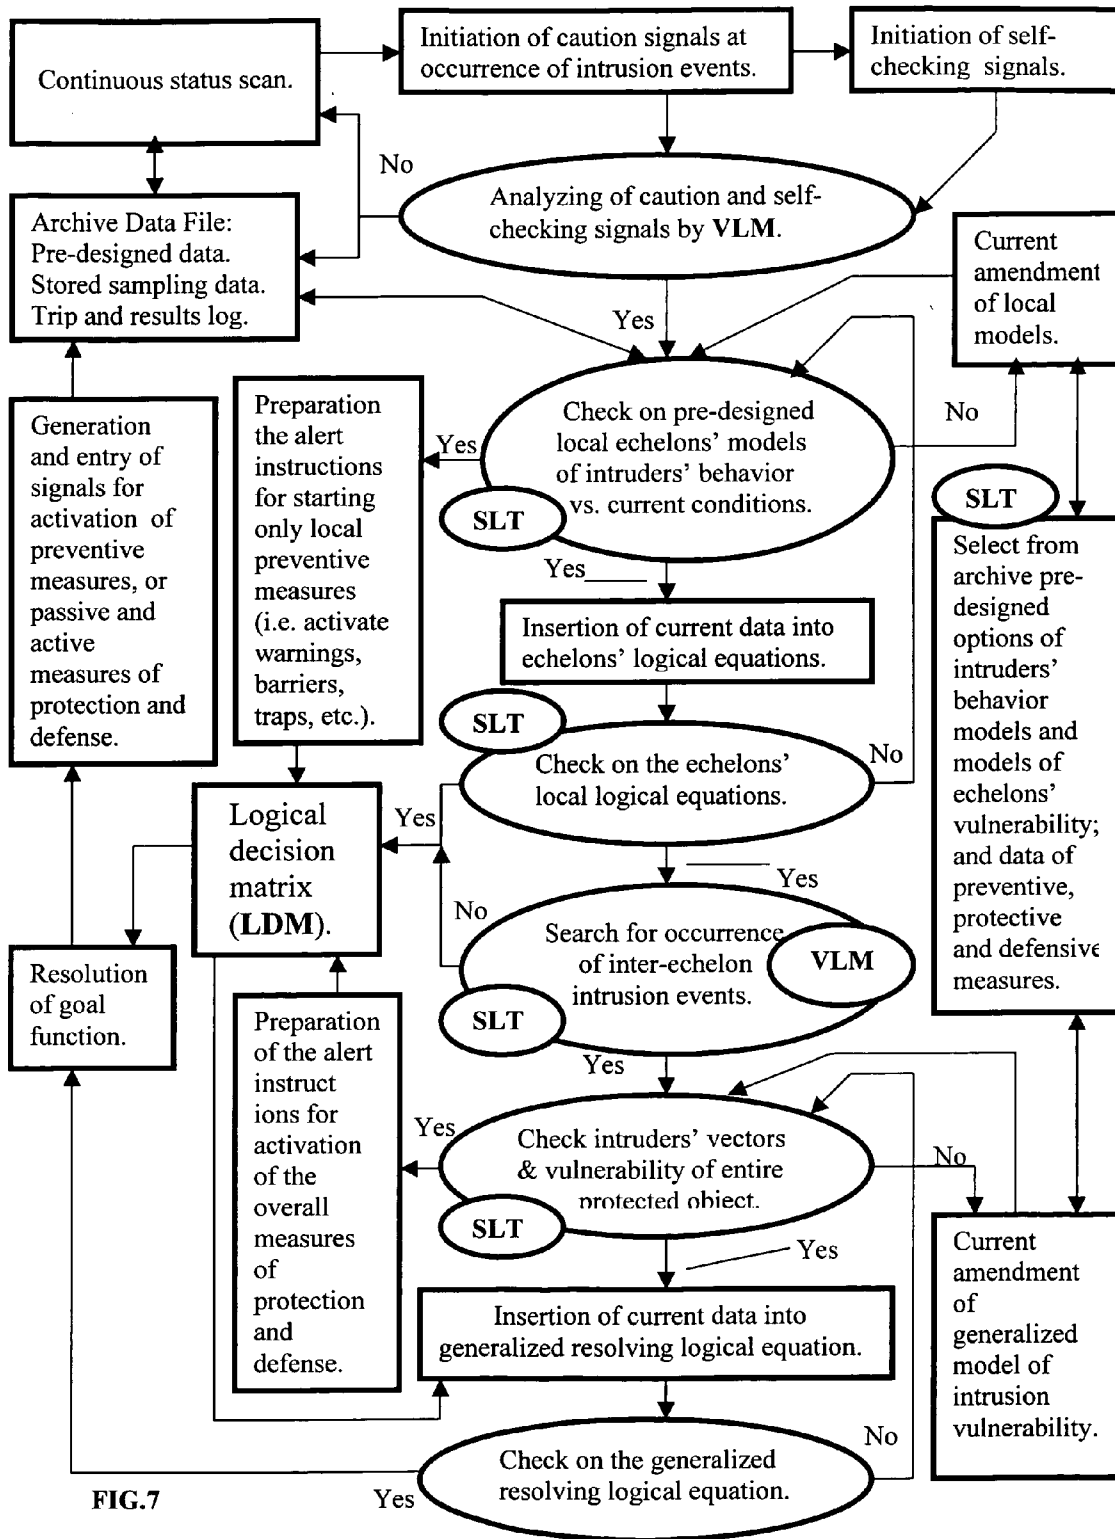 Continuous status scan.
Initiation of caution signals at
occurrence of intrusion events.
Initiation of self-
checking signals.
No
Analyzing of caution and self-
checking signals by VLM.
Archive Data File:
Pre-designed data.
Stored sampling data.
Trip and results log.
Current
amendment
of local
models.
Yes
Check on pre-designed
local echelons' models
of intruders' behavior
vs. current conditions.
SLT
No
Yes
Preparation
the alert
instructions
for starting
only local
preventive
measures
(i.e. activate
warnings,
barriers,
traps, etc.).
Generation
and entry of
signals for
activation of
preventive
measures, or
passive and
active
measures of
protection and
defense.
SLT
Select from
archive pre-
designed
options of
intruders'
behavior
models and
models of
echelons'
vulnerability;
and data of
preventive,
protective
and defensive
measures.
Yes
Insertion of current data into
echelons' logical equations.
SLT
Check on the echelons'
local logical equations.
No
Yes
Logical
decision
matrix
(LDM).
Yes
No
Search for occurrence
of inter-echelon
intrusion events.
VLM
SLT
Resolution
of goal
function.
Preparation
of the alert
instruct
ions for
activation
of the
overall
measures
of
protection
and
defense.
Yes
Yes
Check intruders' vectors
& vulnerability of entire
protected object.
SLT
No
Yes
Current
amendment
of
generalized
model of
intrusion
vulnerability.
Insertion of current data into
generalized resolving logical equation.
No
Check on the generalized
resolving logical equation.
Yes
FIG.7